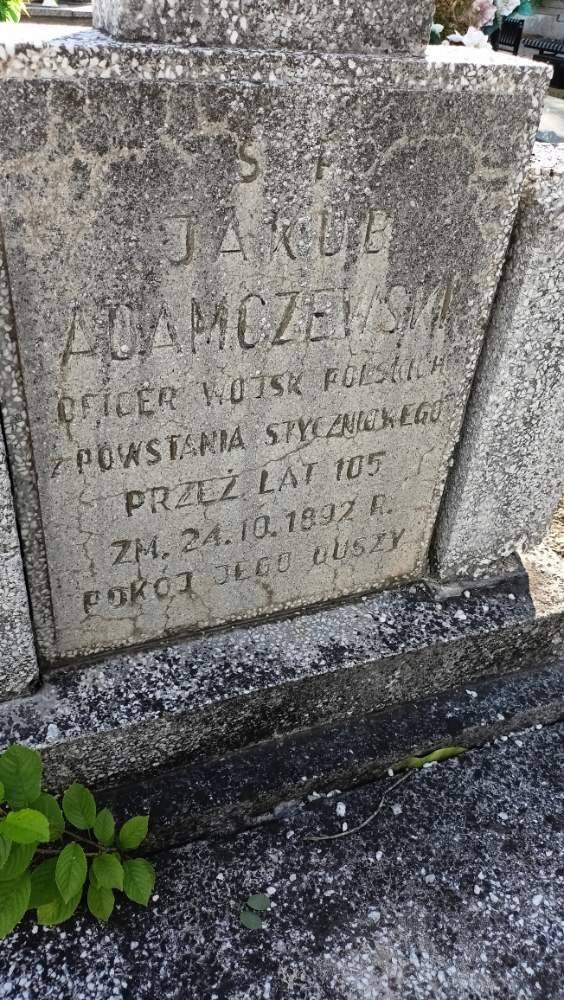 S P
JAKUB
ADAMCZEWSKI
OFICER WOJSK POLSKICH
Z POWSTANIA STYCZNIOWEGO
PRZEŻ. LAT 105
ZM. 24.10.1892 R.
POKÓJ JEGO DUSZY